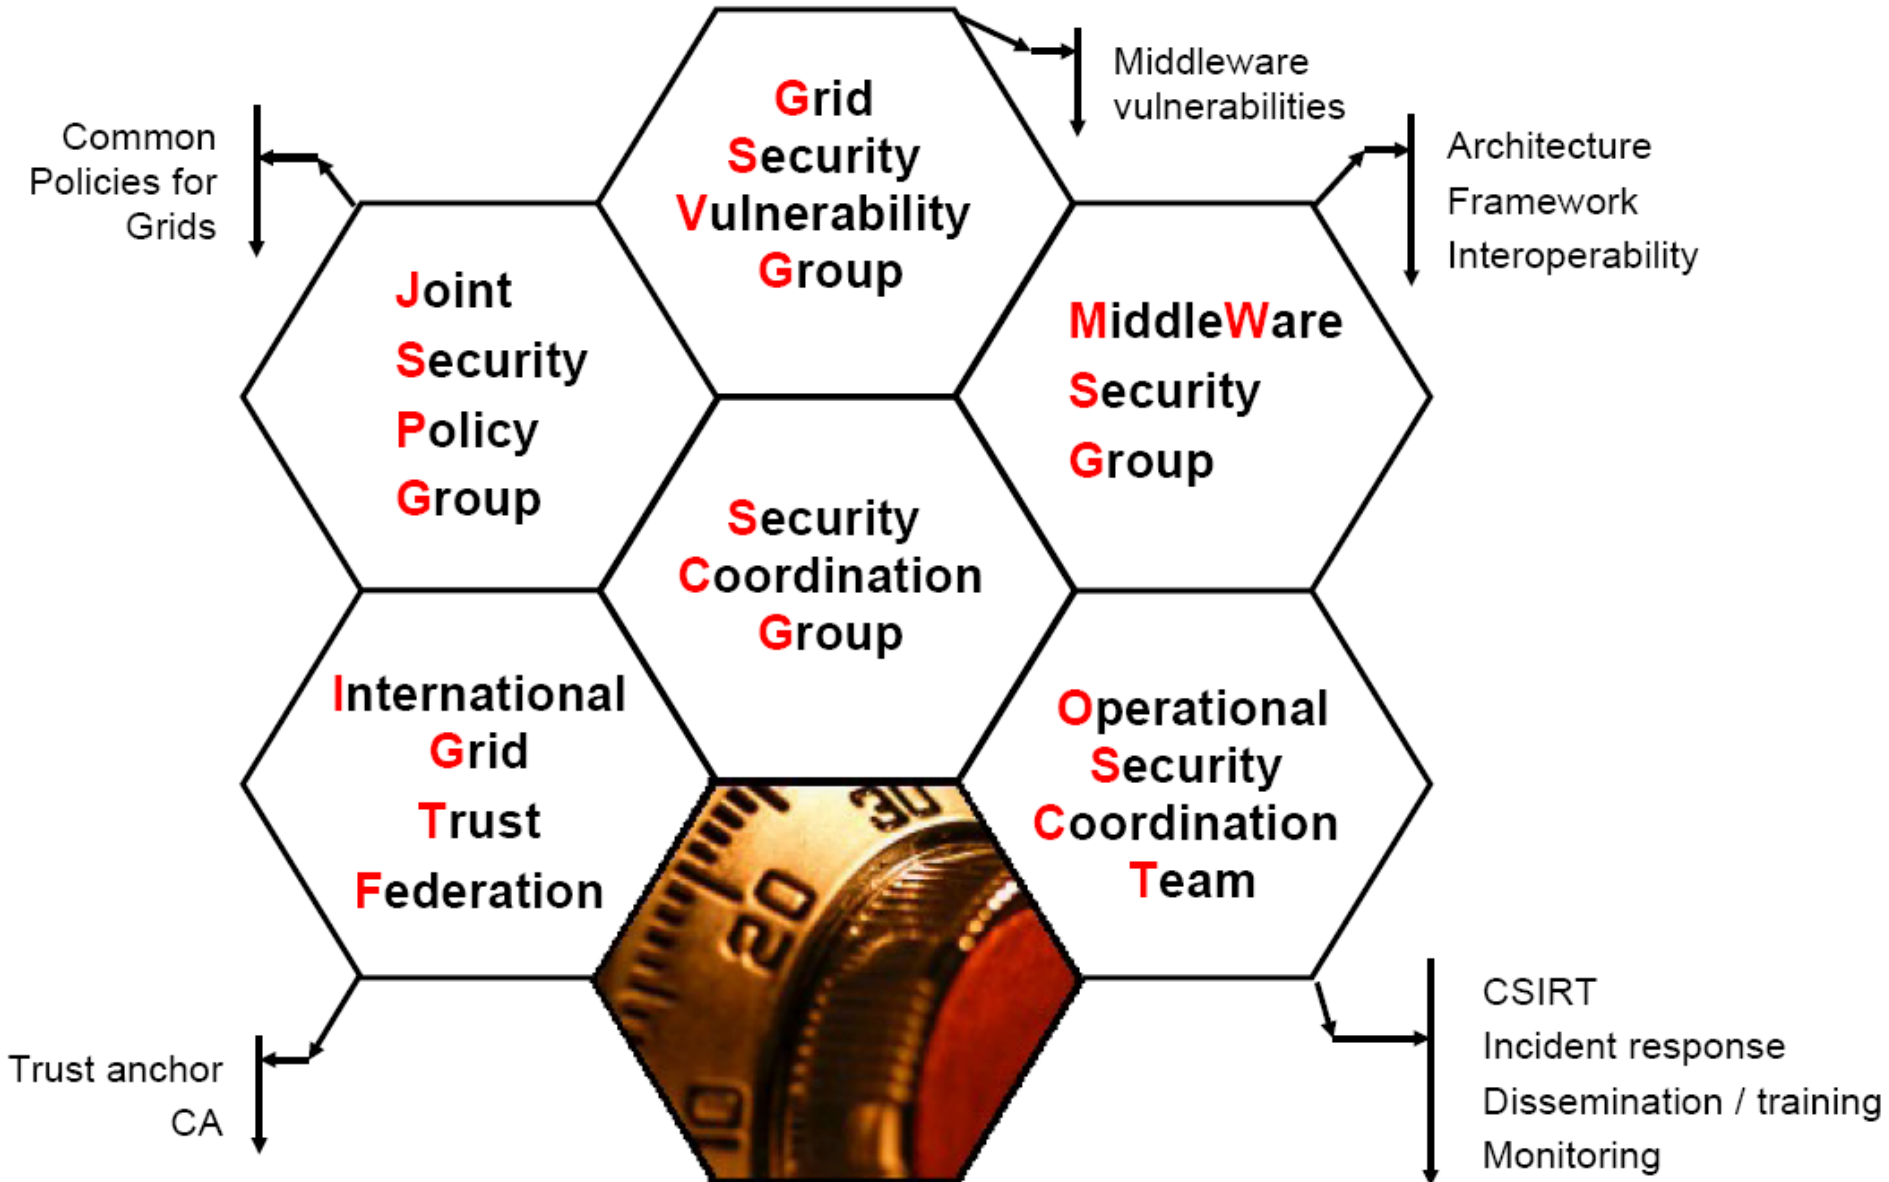 Grid
Security
Vulnerability
Group
Middleware
vulnerabilities
Common
Policies for
Grids
Joint
Security
Policy
Group
MiddleWare
Security
Group
Architecture
Framework
Interoperability
Security
Coordination
Group
International
Grid
Trust
Federation
Operational
Security
Coordination
Team
Trust anchor
CA
30
20
10
CSIRT
Incident response
Dissemination / training
Monitoring